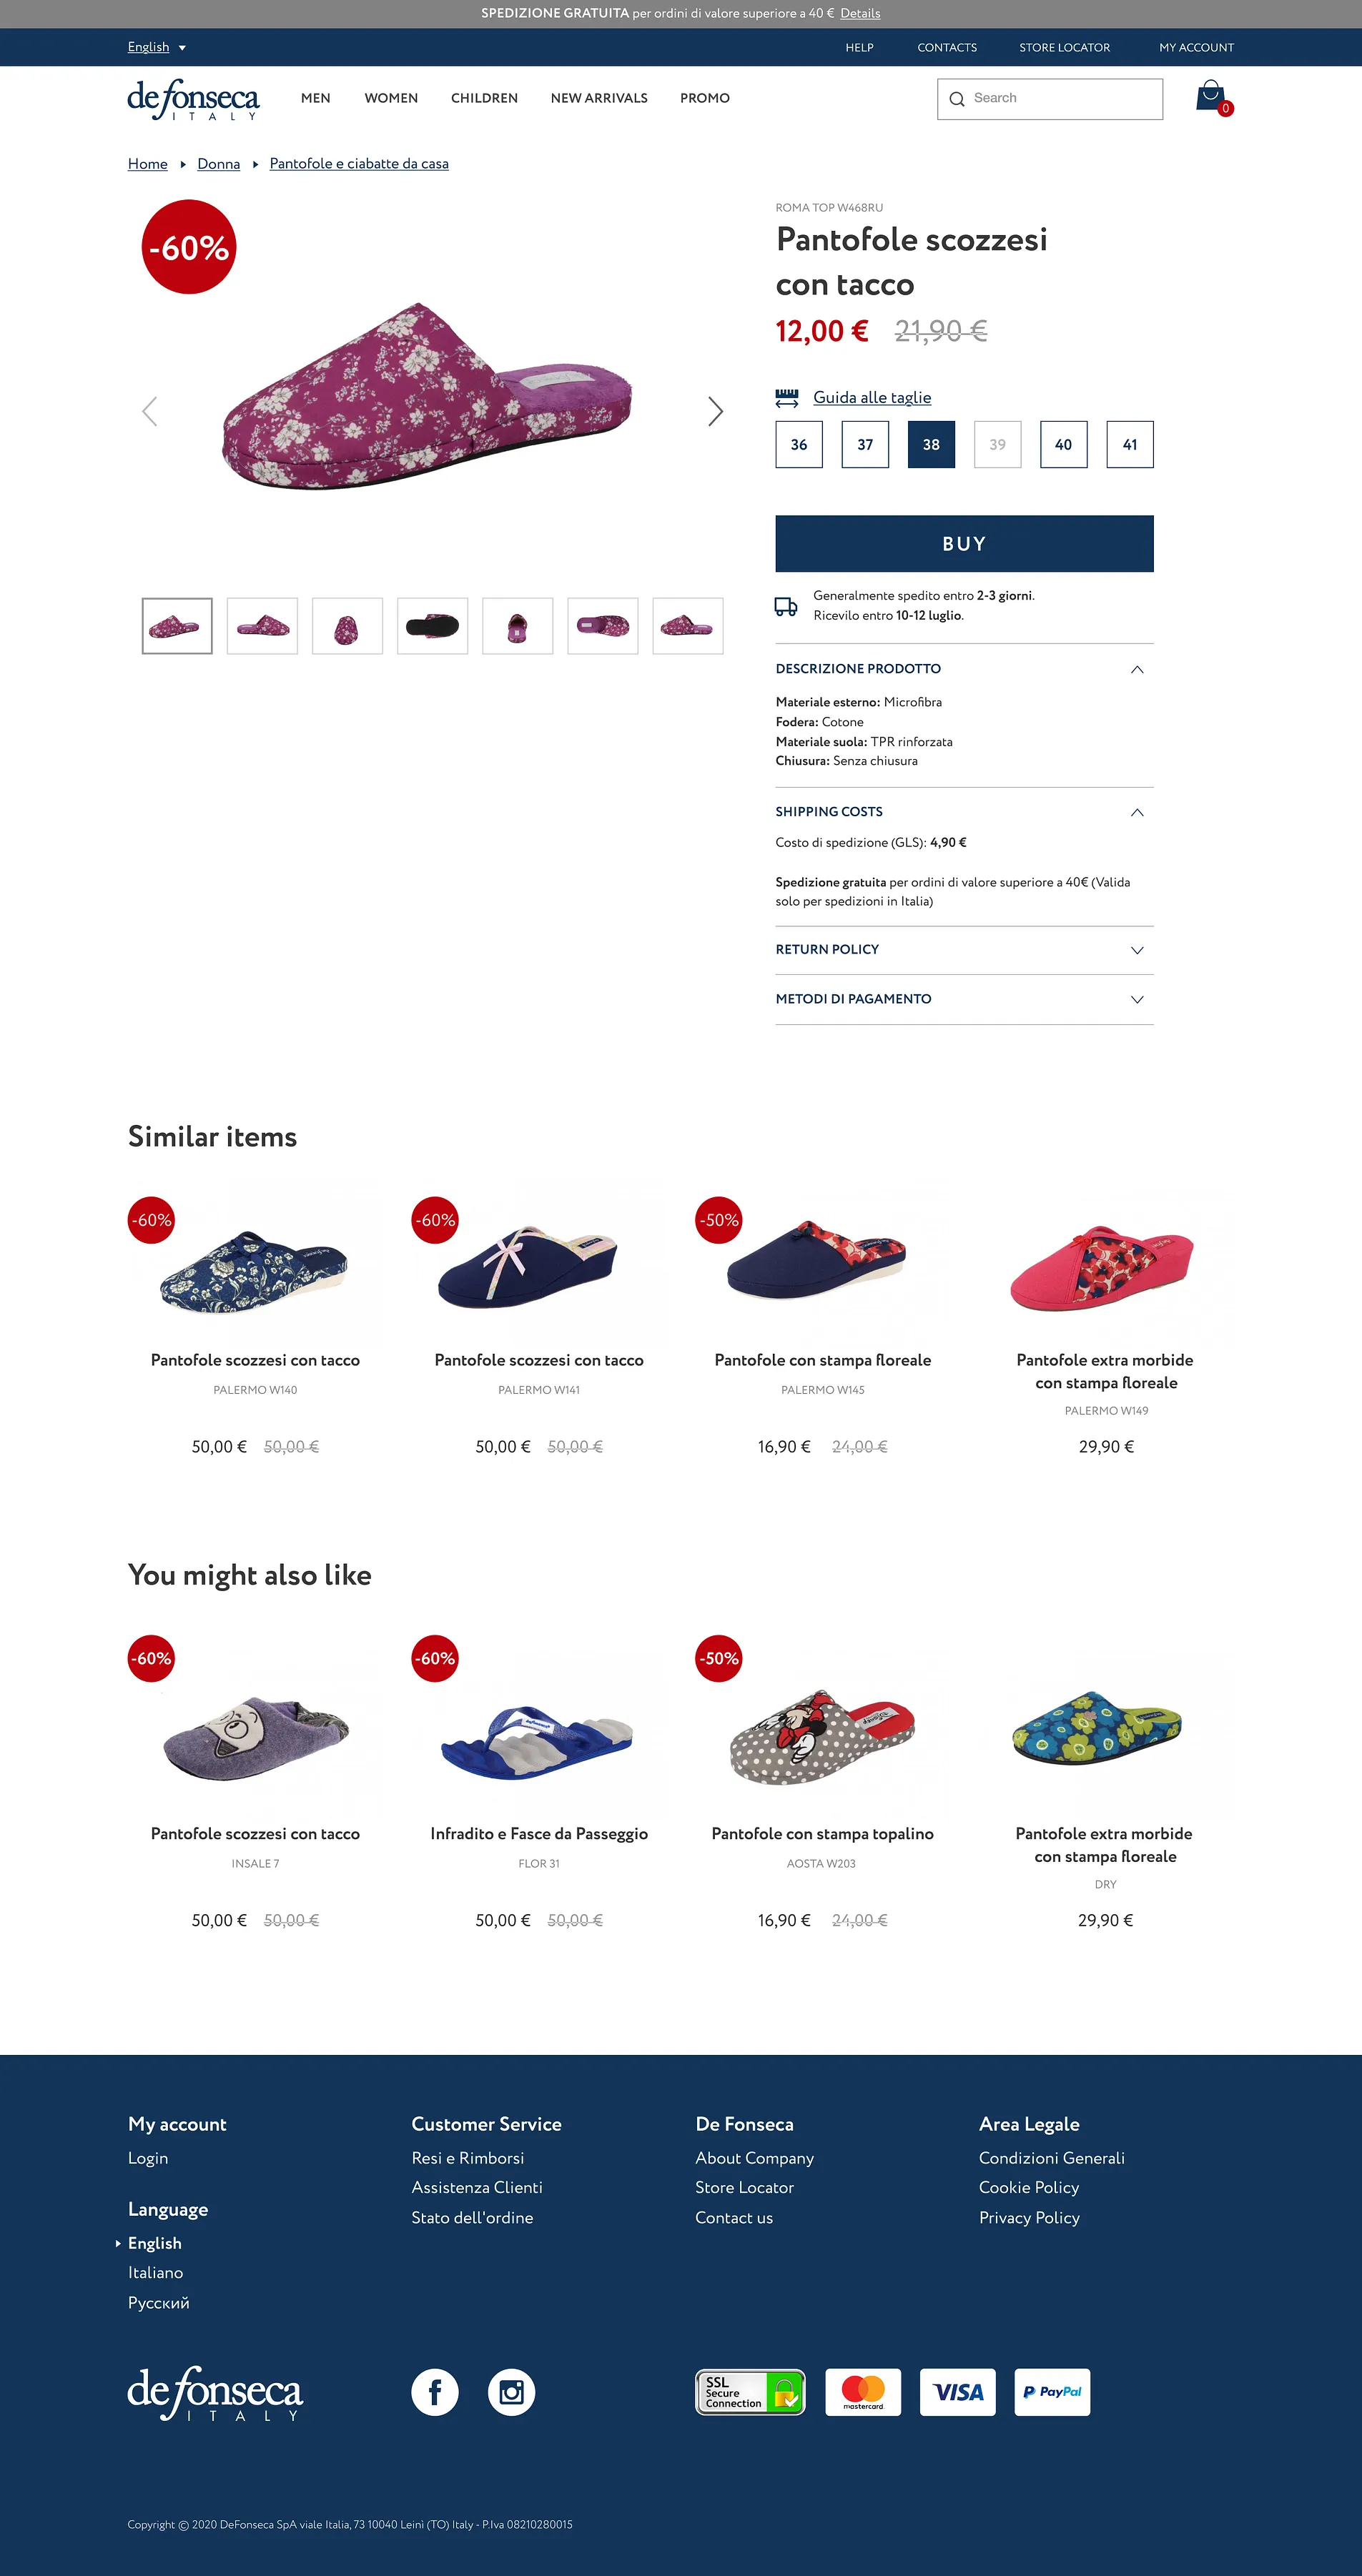 SPEDIZIONE GRATUITA per ordini di valore superiore a 40 € Details
English
HELP CONTACTS STORE LOCATOR MY ACCOUNT
defonseca
ITALY
MEN WOMEN CHILDREN NEW ARRIVALS PROMO
Search
0
Home Donna Pantofole e ciabatte da casa
-60%
ROMA TOP W468RU
Pantofole scozzesi
con tacco
12,00 € 21,90 €
Guida alle taglie
36 37 38 39 40 41
BUY
Generalmente spedito entro 2-3 giorni.
Ricevilo entro 10-12 luglio.
DESCRIZIONE PRODOTTO
Materiale esterno: Microfibra
Fodera: Cotone
Materiale suola: TPR rinforzata
Chiusura: Senza chiusura
SHIPPING COSTS
Costo di spedizione (GLS): 4,90 €
Spedizione gratuita per ordini di valore superiore a 40€ (Valida
solo per spedizioni in Italia)
RETURN POLICY
METODI DI PAGAMENTO
Similar items
-60% -60% -50%
Pantofole scozzesi con tacco
PALERMO W140
50,00 € 50,00 €
Pantofole scozzesi con tacco
PALERMO W141
50,00 € 50,00 €
Pantofole con stampa floreale
PALERMO W145
16,90 € 24,00 €
Pantofole extra morbide
con stampa floreale
PALERMO W149
29,90 €
You might also like
-60% -60% -50%
Pantofole scozzesi con tacco
INSALE 7
50,00 € 50,00 €
Infradito e Fasce da Passeggio
FLOR 31
50,00 € 50,00 €
Pantofole con stampa topalino
AOSTA W203
16,90 € 24,00 €
Pantofole extra morbide
con stampa floreale
DRY
29,90 €
My account
Login
Language
English
Italiano
Русский
Customer Service
Resi e Rimborsi
Assistenza Clienti
Stato dell'ordine
De Fonseca
About Company
Store Locator
Contact us
Area Legale
Condizioni Generali
Cookie Policy
Privacy Policy
defonseca
ITALY
SSL
Secure
Connection
mastercard.
VISA
PayPal
Copyright © 2020 DeFonseca SpA viale Italia, 73 10040 Leinì (TO) Italy - P.Iva 08210280015